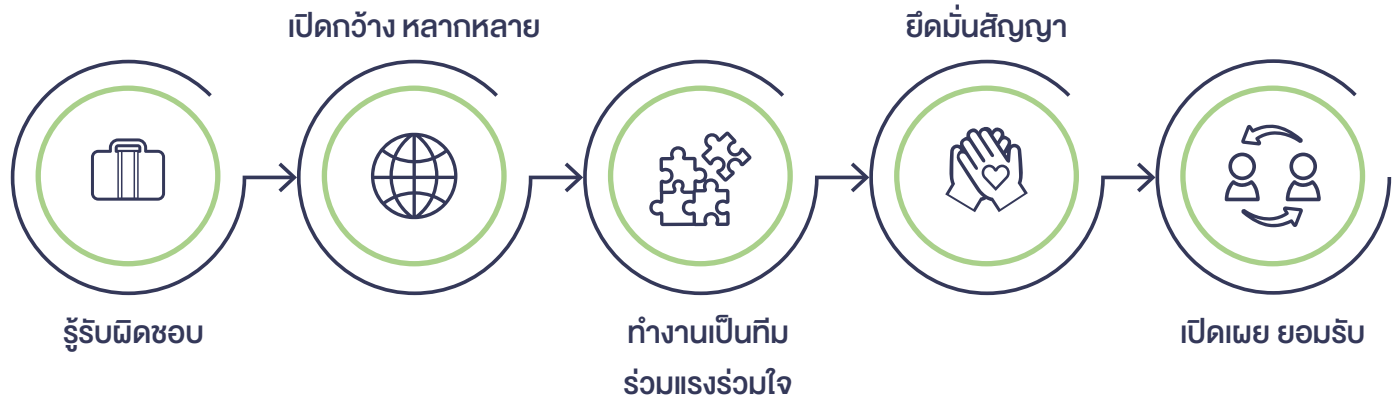 เปิดกว้าง หลากหลาย
ยึดมั่นสัญญา
รู้รับผิดชอบ
ทำงานเป็นทีม
ร่วมแรงร่วมใจ
เปิดเผย ยอมรับ